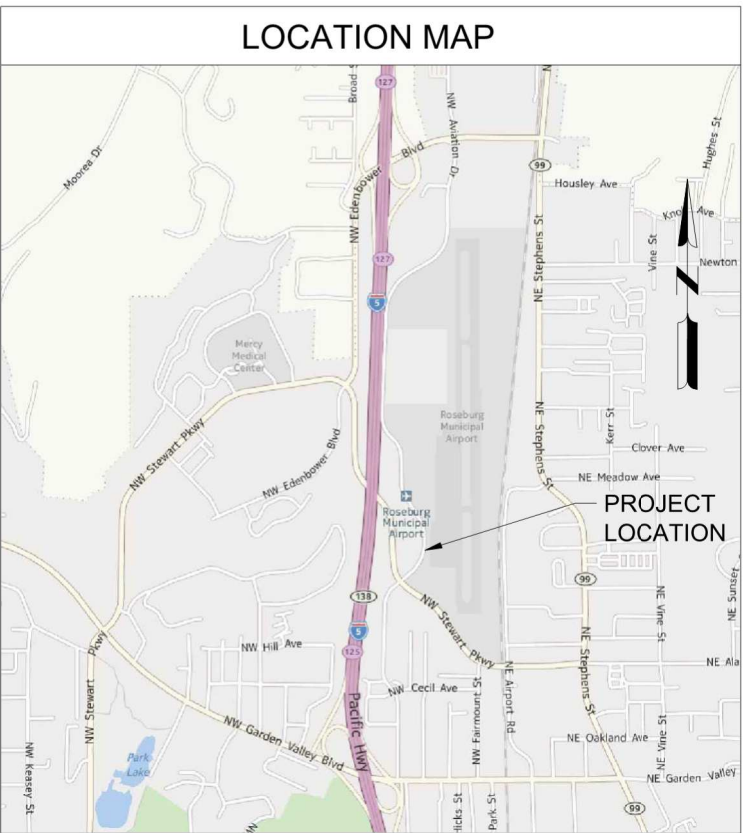 LOCATION MAP
127
Broad
NW Aviation Dr
N
Hughes St
Moorea Dr
NW Edenbower Blvd
99
Housley Ave
Knoll Ave
Vine St
Newton
127
5
NE Stephens St
Mercy
Medical
Center
Roseburg
Municipal
Airport
Kerr St
NW Stewart Pkwy
NW Edenbower Blvd
NE Stephens St
Clover Ave
NE Meadow Ave
Roseburg
Municipal
Airport
PROJECT
LOCATION
138
99
5
125
NW Stewart Pkwy
NE Vine St
NE Sunset
NW Hill Ave
NW Stewart Pkwy
NE Stephens St
NE Ala
NW Cecil Ave
NW Fairmount St
NE Airport Rd
Pacific Hwy
NW Garden Valley Blvd
NE Oakland Ave
NE Vine St
NW Keasey St
Park
Lake
NE Garden Valley
Hicks St
Park St
99
NW